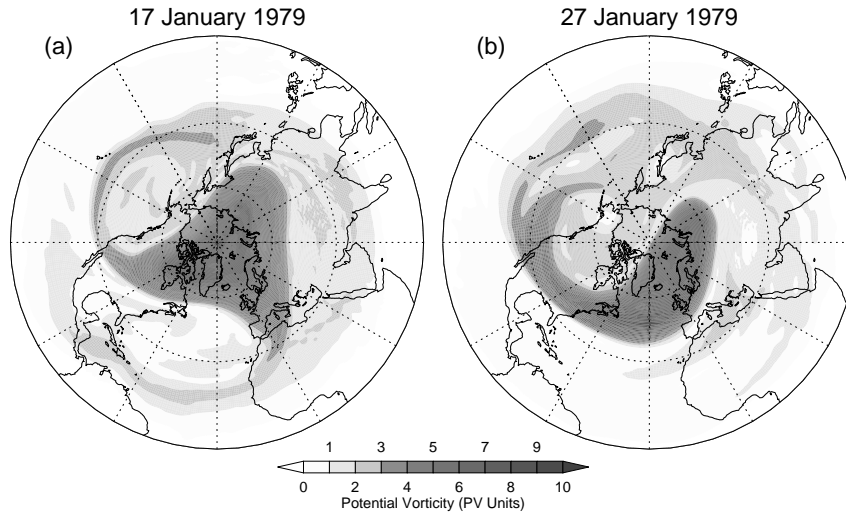 17 January 1979
27 January 1979
(a)
(b)
1 3 5 7 9
0 2 4 6 8 10
Potential Vorticity (PV Units)